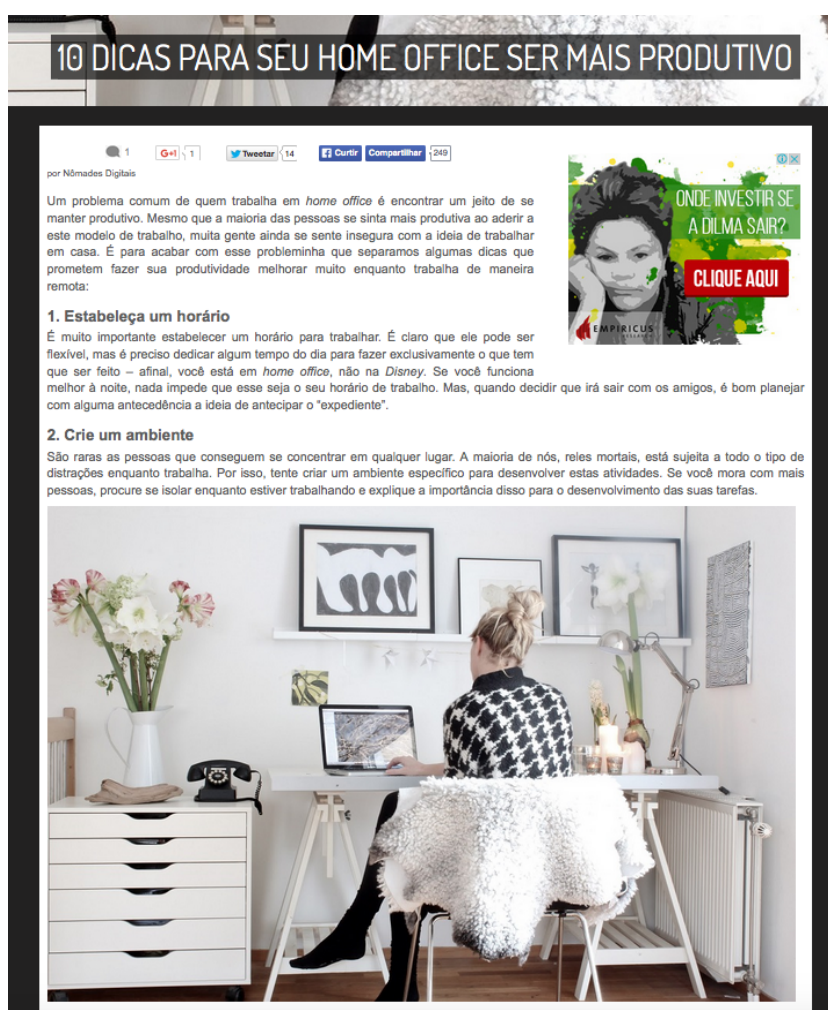 10 DICAS PARA SEU HOME OFFICE SER MAIS PRODUTIVO
1
G+1 1
Tweetar 14
Curtir Compartilhar 249
por Nômades Digitais
Um problema comum de quem trabalha em home office é encontrar um jeito de se
manter produtivo. Mesmo que a maioria das pessoas se sinta mais produtiva ao aderir a
este modelo de trabalho, muita gente ainda se sente insegura com a ideia de trabalhar
em casa. É para acabar com esse probleminha que separamos algumas dicas que
prometem fazer sua produtividade melhorar muito enquanto trabalha de maneira
remota:
ONDE INVESTIR SE
A DILMA SAIR?
CLIQUE AQUI
EMPIRICUS
RESEARCH
1. Estabeleça um horário
É muito importante estabelecer um horário para trabalhar. É claro que ele pode ser
flexível, mas é preciso dedicar algum tempo do dia para fazer exclusivamente o que tem
que ser feito – afinal, você está em home office, não na Disney. Se você funciona
melhor à noite, nada impede que esse seja o seu horário de trabalho. Mas, quando decidir que irá sair com os amigos, é bom planejar
com alguma antecedência a ideia de antecipar o "expediente".
2. Crie um ambiente
São raras as pessoas que conseguem se concentrar em qualquer lugar. A maioria de nós, reles mortais, está sujeita a todo o tipo de
distrações enquanto trabalha. Por isso, tente criar um ambiente específico para desenvolver estas atividades. Se você mora com mais
pessoas, procure se isolar enquanto estiver trabalhando e explique a importância disso para o desenvolvimento das suas tarefas.